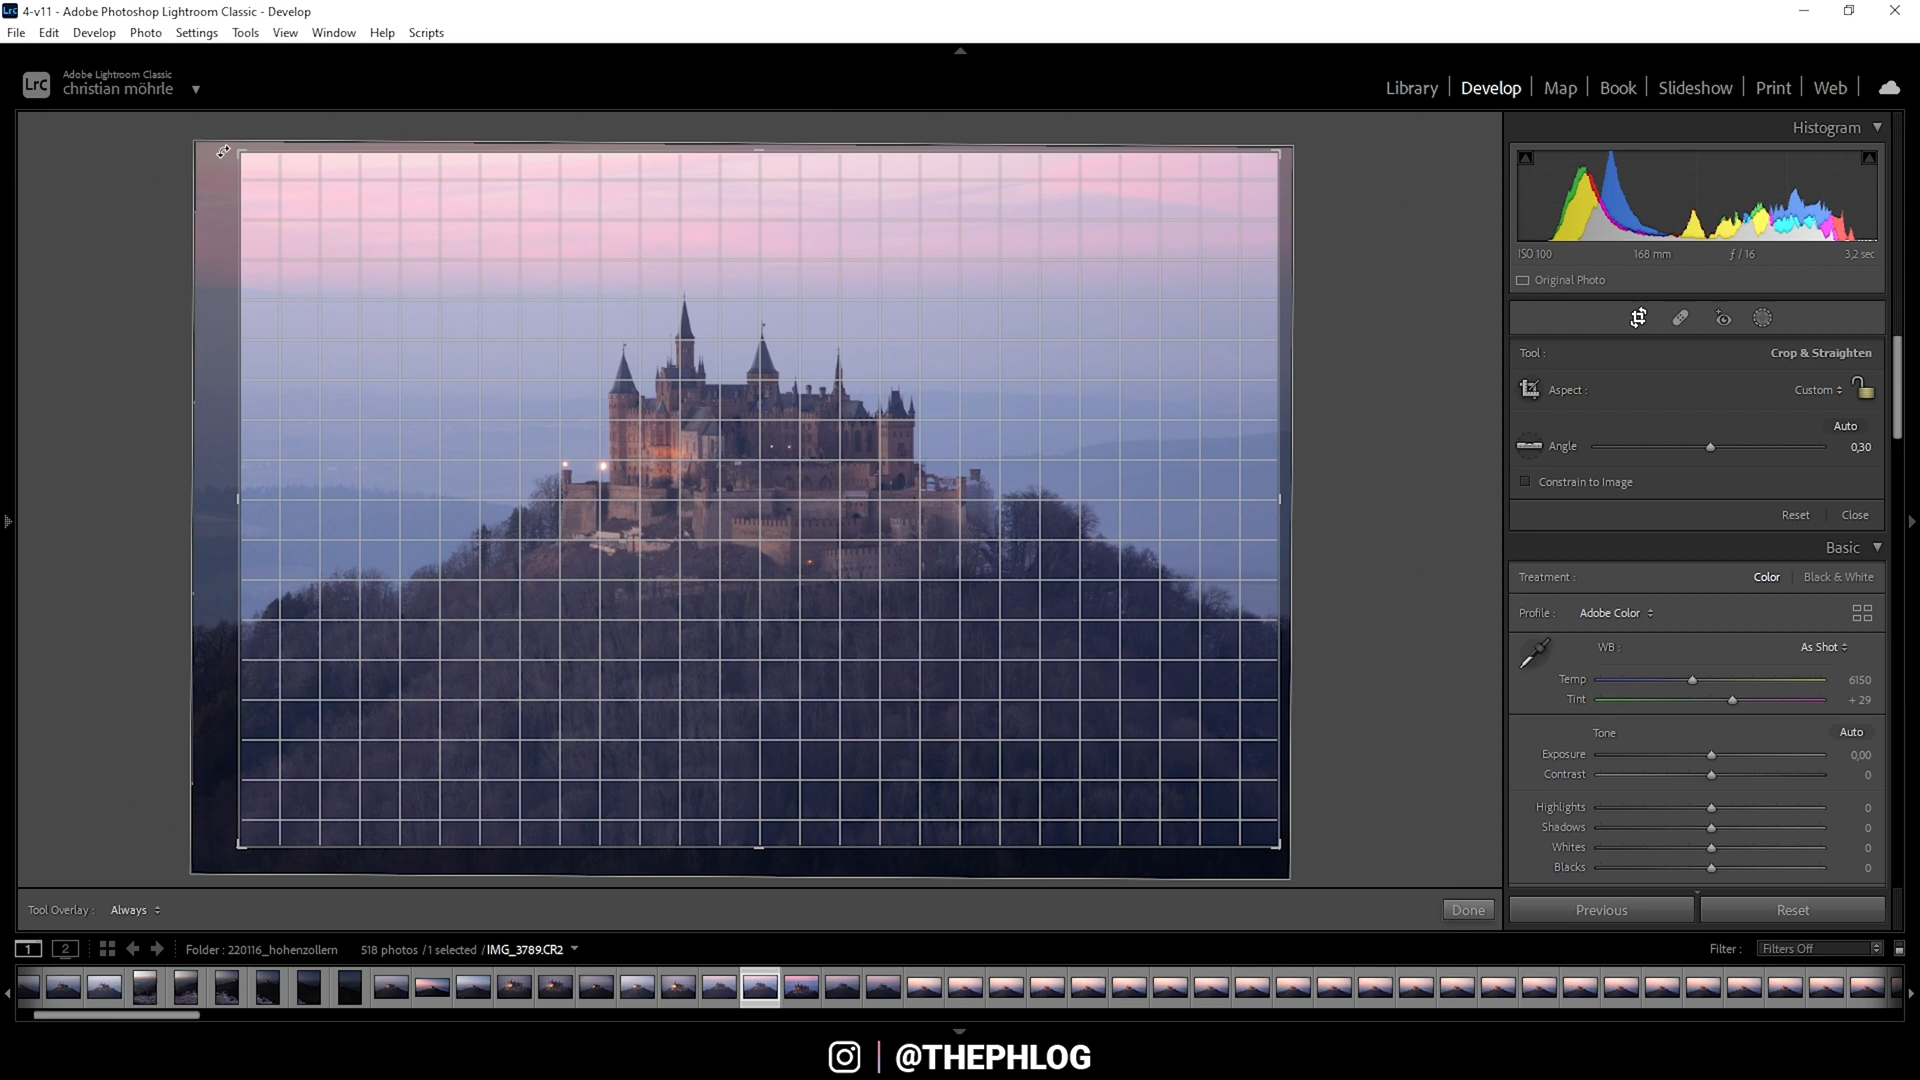 4-v11 - Adobe Photoshop Lightroom Classic - Develop
File Edit Develop Photo Settings Tools View Window Help Scripts
LrC
Adobe Lightroom Classic
christian möhrle
Library Develop Map Book Slideshow Print Web
Histogram
ISO 100 168 mm ƒ / 16 3,2 sec
Original Photo
Tool : Crop & Straighten
Aspect : Custom
Auto
Angle 0,30
Constrain to Image
Reset Close
Basic
Treatment : Color Black & White
Profile : Adobe Color
WB : As Shot
Temp 6150
Tint + 29
Tone Auto
Exposure 0,00
Contrast 0
Highlights 0
Shadows 0
Whites 0
Blacks 0
Tool Overlay : Always Done
Previous Reset
1 2 Folder : 220116_hohenzollern 518 photos / 1 selected / IMG_3789.CR2 Filter : Filters Off
@THEPHLOG